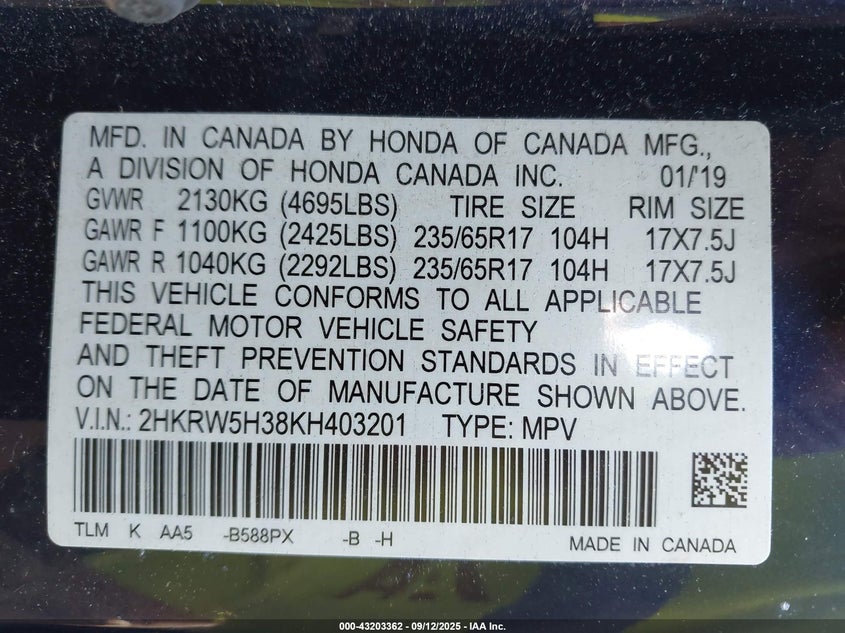 MFD. IN CANADA BY HONDA OF CANADA MFG.,
A DIVISION OF HONDA CANADA INC. 01/'19
GVWR 2130KG (4695LBS) TIRE SIZE RIM SIZE
GAWR F 1100KG (2425LBS) 235/65R17 104H 17X7.5J
GAWR R 1040KG (2292LBS) 235/65R17 104H 17X7.5J
THIS VEHICLE CONFORMS TO ALL APPLICABLE
FEDERAL MOTOR VEHICLE SAFETY
AND THEFT PREVENTION STANDARDS IN EFFECT
ON THE DATE OF MANUFACTURE SHOWN ABOVE.
V.I.N.: 2HKRW5H38KH403201 TYPE: MPV
TLM K AA5 -B588PX -B -H MADE IN CANADA
000-43203362 - 09/12/2025 - IAA Inc.